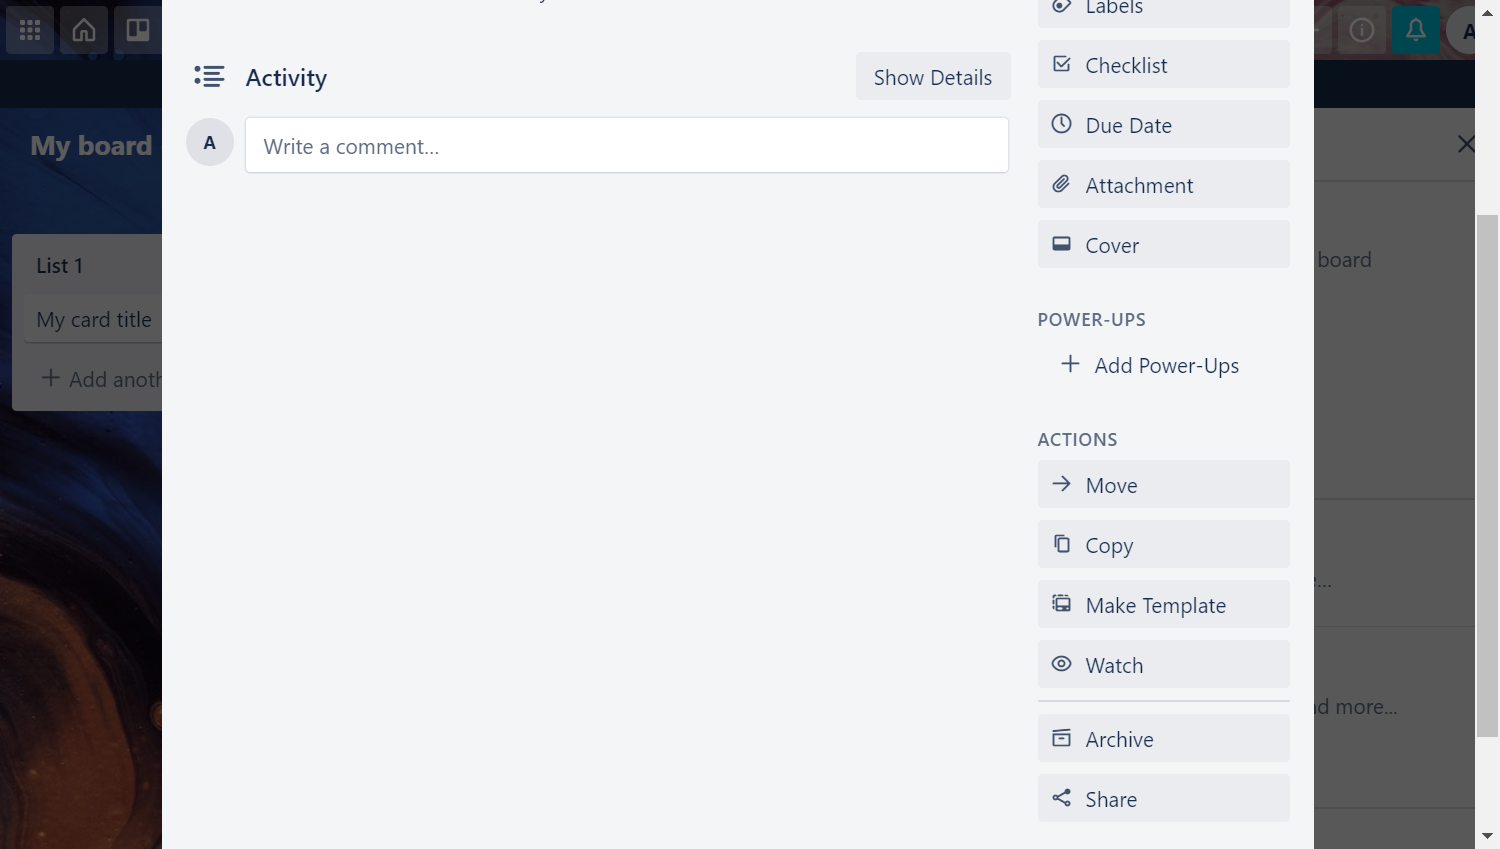 Labels
Activity
Show Details
Checklist
A
Write a comment...
Due Date
My board
Attachment
Cover
board
List 1
My card title
Add
POWER-UPS
Add Power-Ups
ACTIONS
Move
Copy
Make Template
Watch
more...
Archive
Share
A